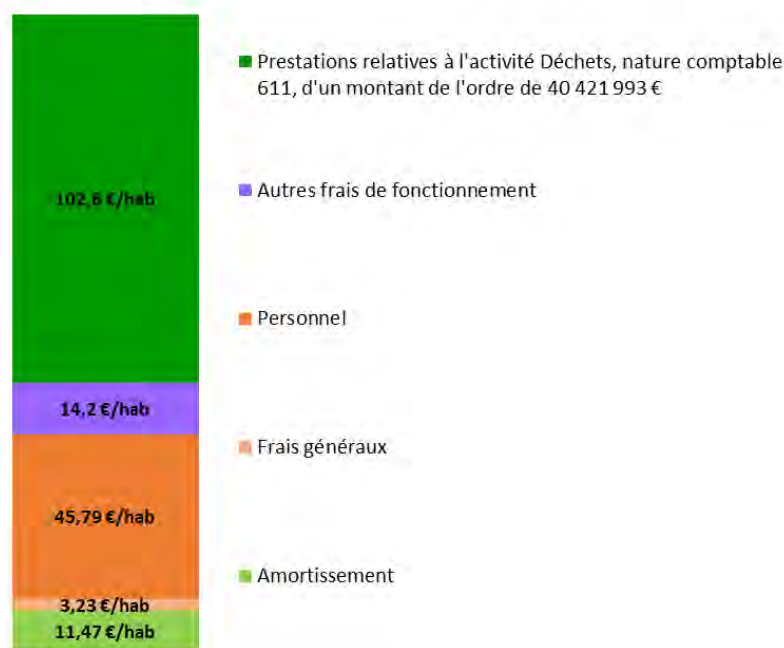 Prestations relatives à l'activité Déchets, nature comptable
611, d'un montant de l'ordre de 40 421 993 €
102,6 €/hab
Autres frais de fonctionnement
Personnel
14,2 €/hab
Frais généraux
45,79 €/hab
Amortissement
3,23 €/hab
11,47 €/hab